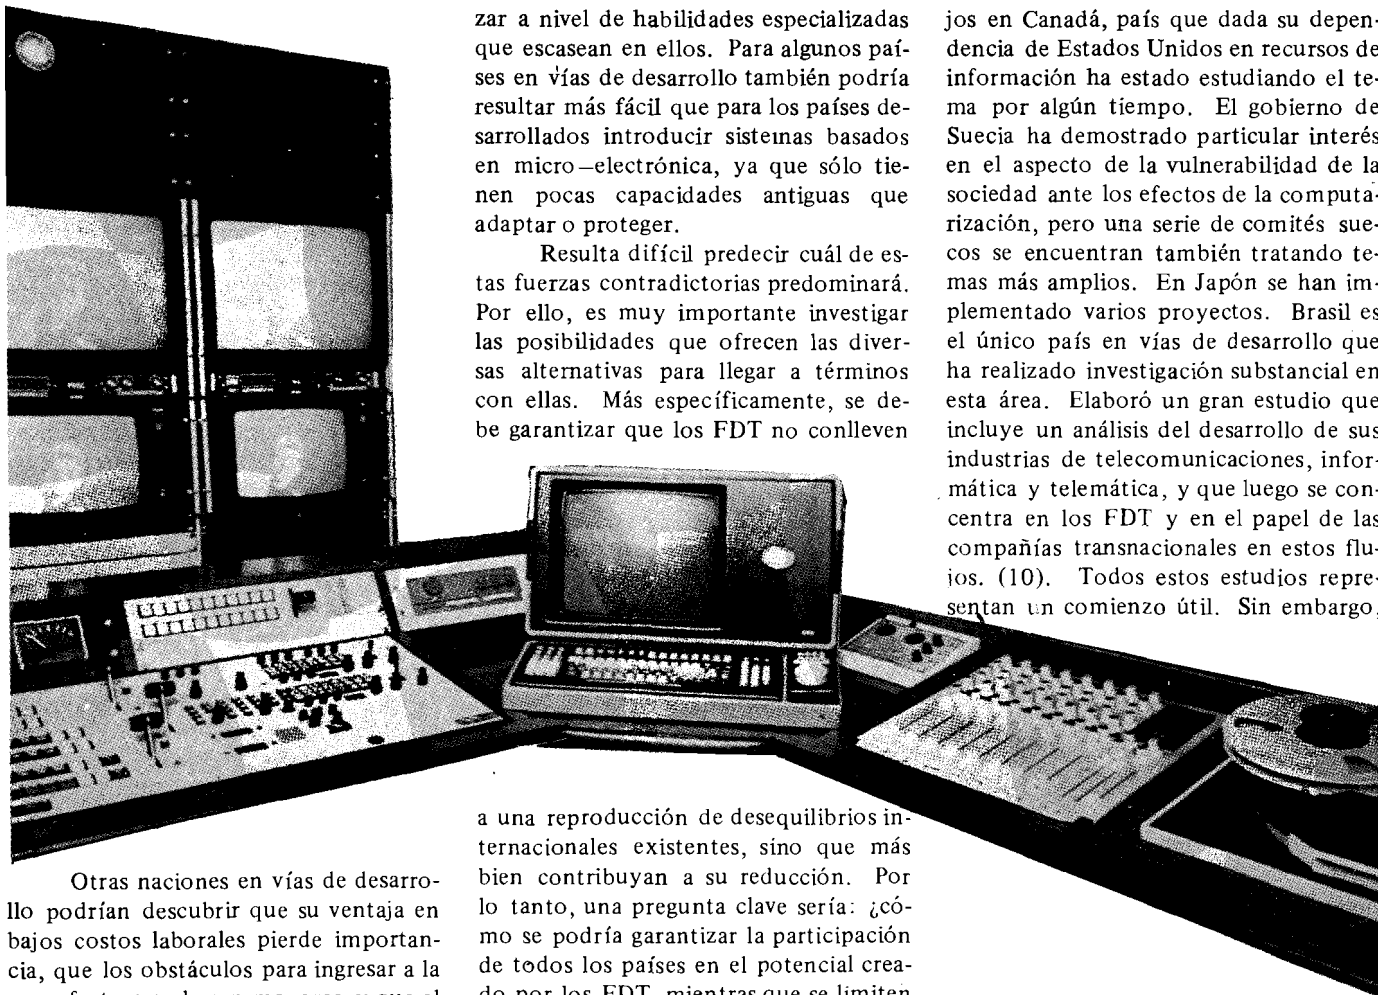 Otras naciones en vías de desarro-
llo podrían descubrir que su ventaja en
bajos costos laborales pierde importan-
cia, que los obstáculos para ingresar a la
y que el
zar a nivel de habilidades especializadas
que escasean en ellos. Para algunos paí-
ses en vías de desarrollo también podría
resultar más fácil que para los países de-
sarrollados introducir sistemas basados
en micro—electrónica, ya que sólo tie-
nen pocas capacidades antiguas que
adaptar o proteger.
Resulta difícil predecir cuál de es-
tas fuerzas contradictorias predominará.
Por ello, es muy importante investigar
las posibilidades que ofrecen las diver-
sas alternativas para llegar a términos
con ellas. Más específicamente, se de-
be garantizar que los FDT no conlleven
a una reproducción de desequilibrios in-
ternacionales existentes, sino que más
bien contribuyan a su reducción. Por
lo tanto, una pregunta clave sería: ¿có-
mo se podría garantizar la participación
de todos los países en el potencial crea-
do por los FDT, mientras que se limiten
jos en Canadá, país que dada su depen-
dencia de Estados Unidos en recursos de
información ha estado estudiando el te-
ma por algún tiempo. El gobierno de
Suecia ha demostrado particular interés
en el aspecto de la vulnerabilidad de la
sociedad ante los efectos de la computa-
rización, pero una serie de comités sue-
cos se encuentran también tratando te-
mas más amplios. En Japón se han im-
plementado varios proyectos. Brasil es
el único país en vías de desarrollo que
ha realizado investigación substancial en
esta área. Elaboró un gran estudio que
incluye un análisis del desarrollo de sus
industrias de telecomunicaciones, infor-
mática y telemática, y que luego se con-
centra en los FDT y en el papel de las
compañías transnacionales en estos flu-
jos. (10). Todos estos estudios repre-
sentan un comienzo útil. Sin embargo,